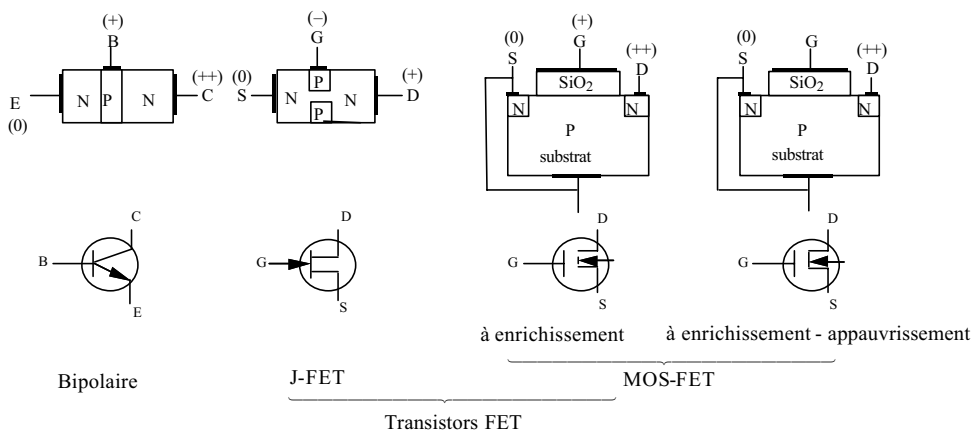 (+)
B
E
(0)
N
P
N
(++)
C
(–)
G
(0)
S
N
P
P
N
(+)
D
(0)
S
(+)
G
(++)
D
SiO2
N
N
P
substrat
(0)
S
G
(++)
D
SiO2
N
N
P
substrat
C
B
E
D
G
S
D
G
S
D
G
S
à enrichissement
à enrichissement - appauvrissement
Bipolaire
J-FET
MOS-FET
Transistors FET